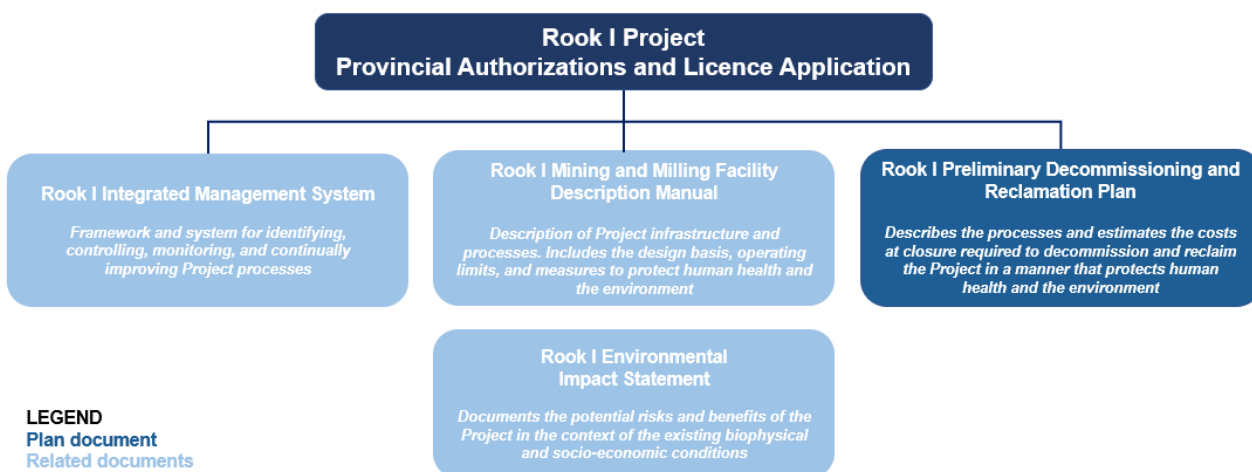 Rook I Project
Provincial Authorizations and Licence Application
Rook I Integrated Management System
Framework and system for identifying,
controlling, monitoring, and continually
improving Project processes
Rook I Mining and Milling Facility
Description Manual
Description of Project infrastructure and
processes. Includes the design basis, operating
limits, and measures to protect human health and
the environment
Rook I Preliminary Decommissioning and
Reclamation Plan
Describes the processes and estimates the costs
at closure required to decommission and reclaim
the Project in a manner that protects human
health and the environment
Rook I Environmental
Impact Statement
Documents the potential risks and benefits of the
Project in the context of the existing biophysical
and socio-economic conditions
LEGEND
Plan document
Related documents